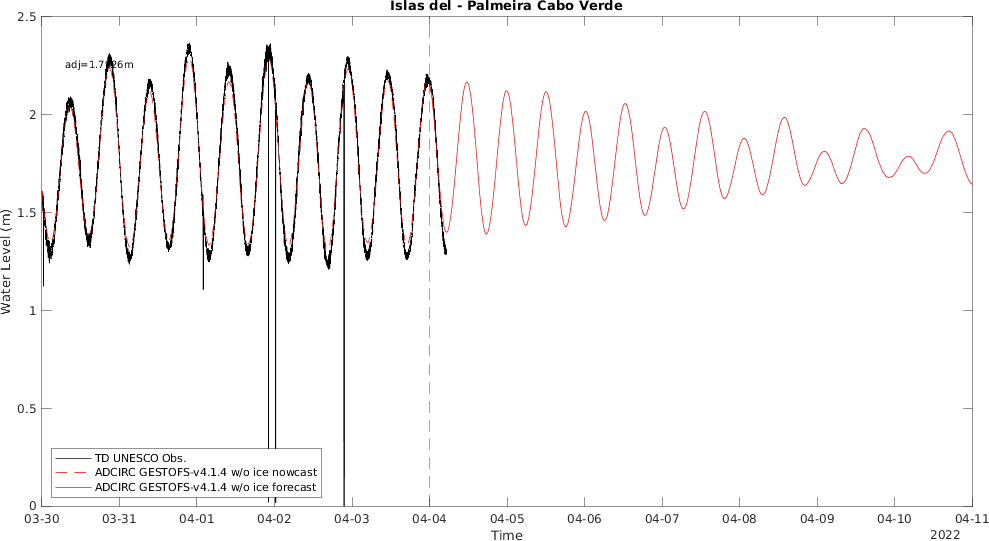 Islas del - Palmeira Cabo Verde
2.5
2
1.5
1
0.5
0
Water Level (m)
TD UNESCO Obs.
ADCIRC GESTOFS-v4.1.4 w/o ice nowcast
ADCIRC GESTOFS-v4.1.4 w/o ice forecast
03-30 03-31 04-01 04-02 04-03 04-04 04-05 04-06 04-07 04-08 04-09 04-10 04-11
Time
2022